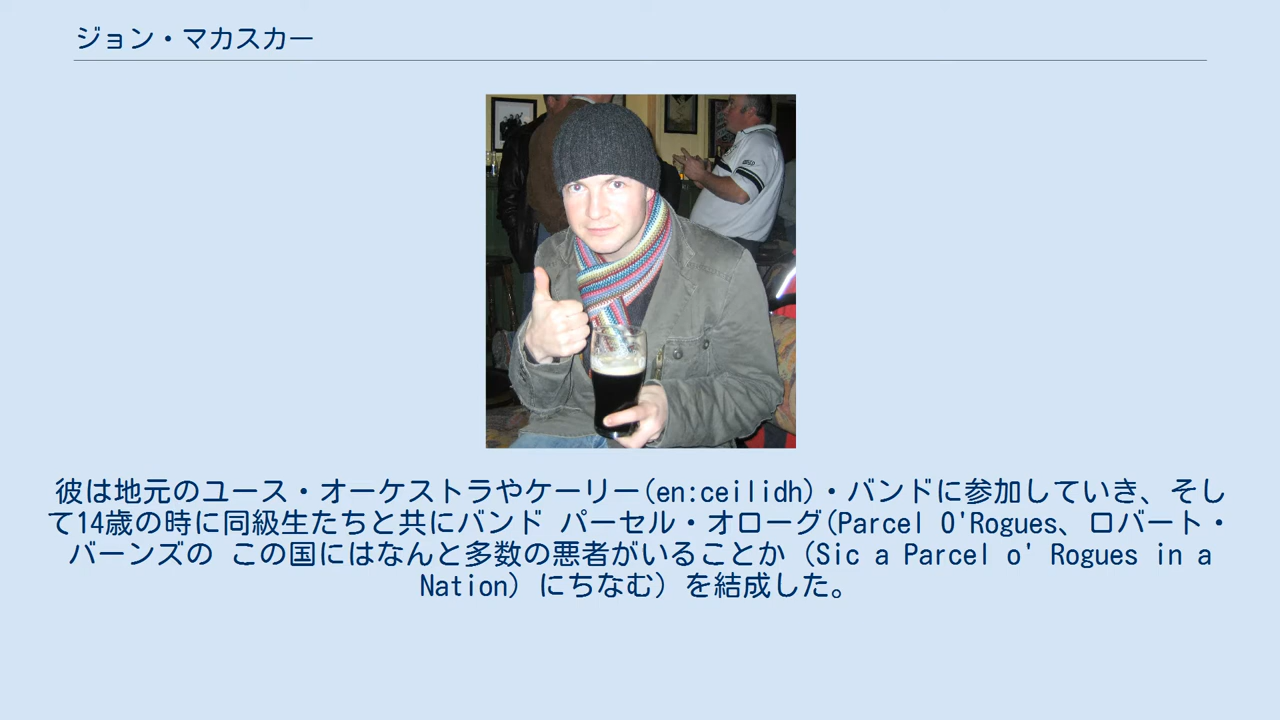 ジョン・マカスカー
彼は地元のユース・オーケストラやケーリー(en:ceilidh)・バンドに参加していき、そし
て14歳の時に同級生たちと共にバンド パーセル・オローグ(Parcel O'Rogues、ロバート・
バーンズの この国にはなんと多数の悪者がいることか（Sic a Parcel o' Rogues in a
Nation）にちなむ）を結成した。